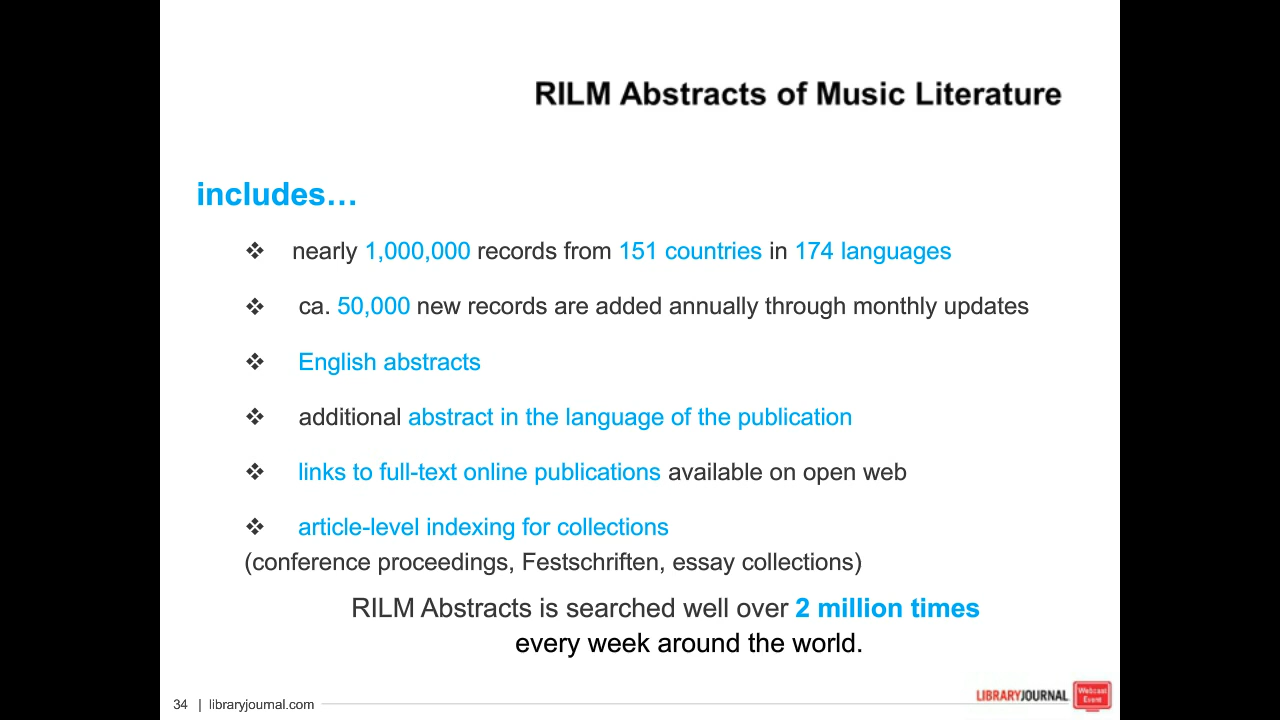 RILM Abstracts of Music Literature
includes…
❖ nearly 1,000,000 records from 151 countries in 174 languages
❖ ca. 50,000 new records are added annually through monthly updates
❖ English abstracts
❖ additional abstract in the language of the publication
❖ links to full-text online publications available on open web
❖ article-level indexing for collections
(conference proceedings, Festschriften, essay collections)
RILM Abstracts is searched well over 2 million times
every week around the world.
34 | libraryjournal.com
LIBRARYJOURNAL
Webcast
Event